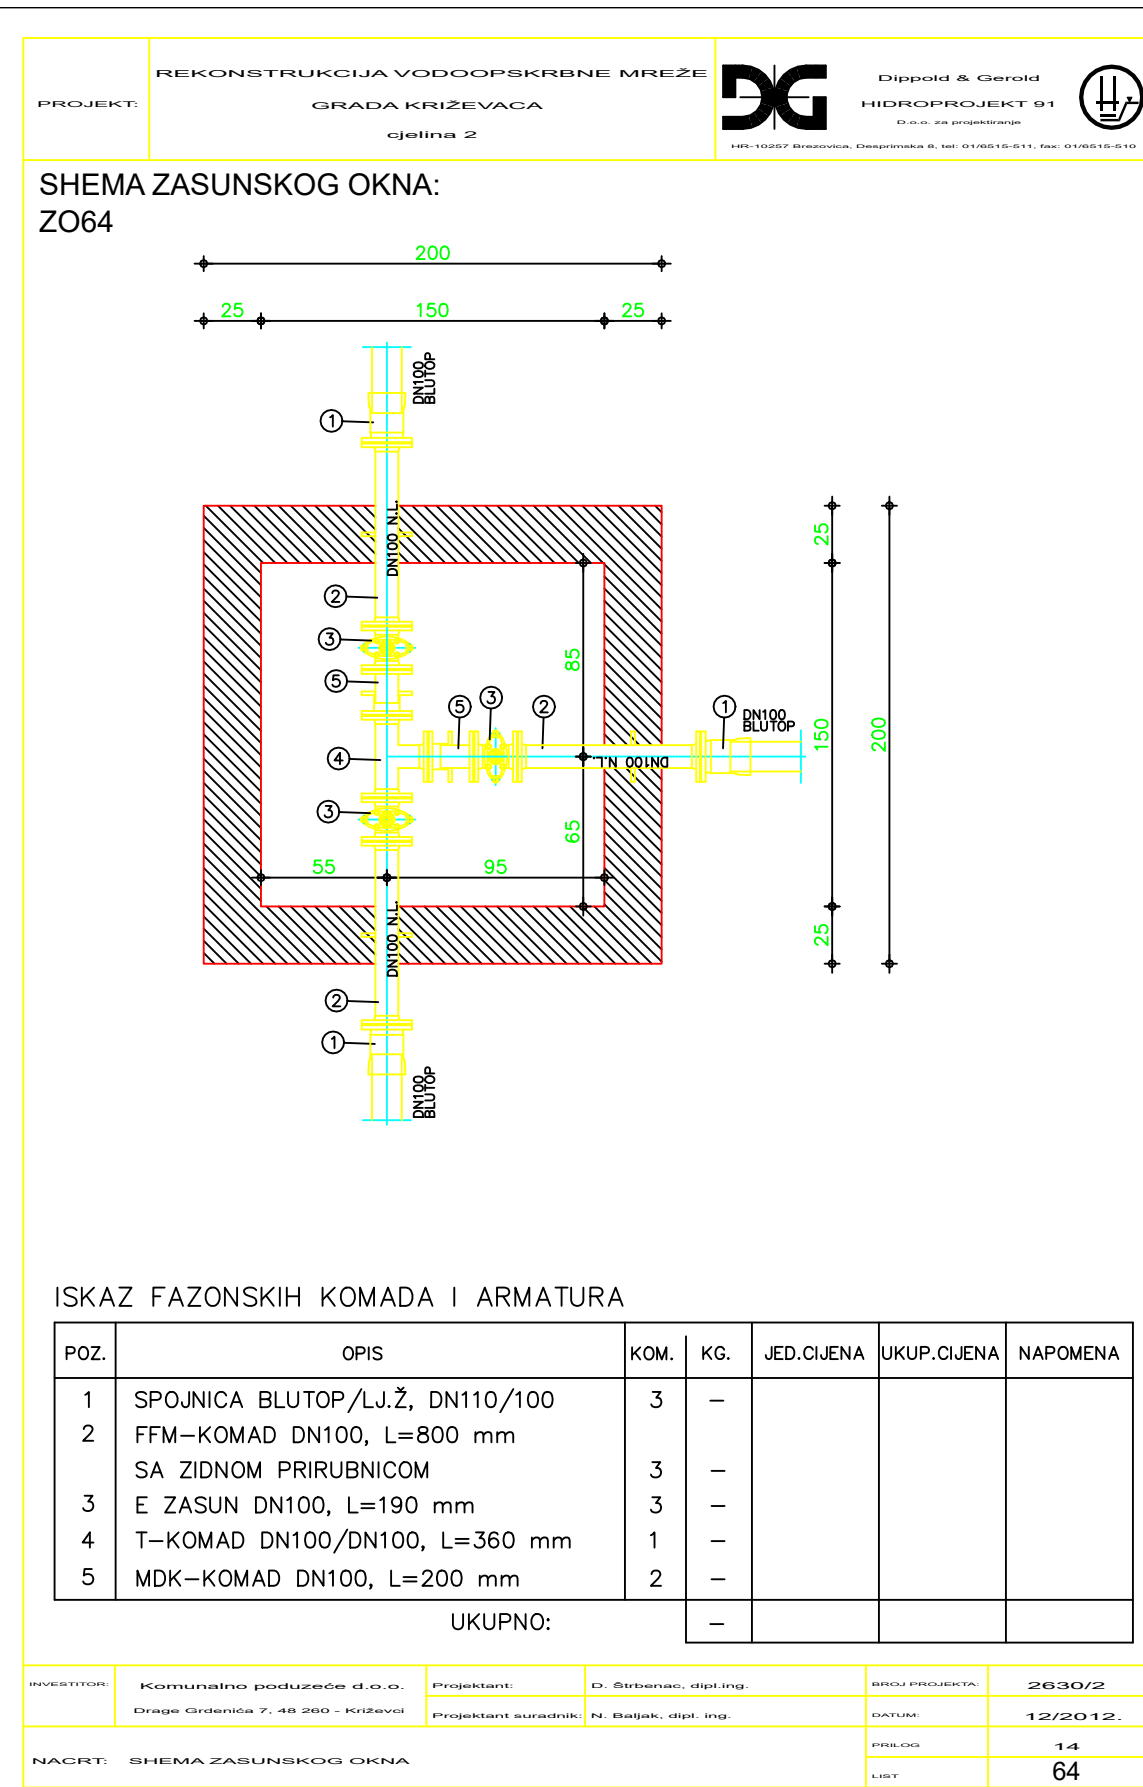 PROJEKT:
REKONSTRUKCIJA VODOOPSKRBNE MREŽE
GRADA KRIŽEVACA
cjelina 2
DG
Dippold & Gerold
HIDROPROJEKT 91
D.o.o. za projektiranje
HR-10257 Brezovica, Desprimska 8, tel: 01/6515-511, fax: 01/6515-510
SHEMA ZASUNSKOG OKNA:
ZO64
200
25 150 25
DN100
BLUTOP
1
DN100 N.L.
2
3
5
4
3
5 3 2
1
DN100
BLUTOP
DN100 N.L.
85
65
55 95
25
150
25
200
DN100 N.L.
2
1
DN100
BLUTOP
ISKAZ FAZONSKIH KOMADA I ARMATURA
POZ. OPIS KOM. KG. JED.CIJENA UKUP.CIJENA NAPOMENA
1 SPOJNICA BLUTOP/LJ.Ž, DN110/100 3 –
2 FFM–KOMAD DN100, L=800 mm
SA ZIDNOM PRIRUBNICOM 3 –
3 E ZASUN DN100, L=190 mm 3 –
4 T–KOMAD DN100/DN100, L=360 mm 1 –
5 MDK–KOMAD DN100, L=200 mm 2 –
UKUPNO: –
INVESTITOR: Komunalno poduzeće d.o.o.
Drage Grdenića 7, 48 260 - Križevci
Projektant: D. Štrbenac, dipl.ing.
Projektant suradnik: N. Baljak, dipl. ing.
BROJ PROJEKTA: 2630/2
DATUM: 12/2012.
NACRT: SHEMA ZASUNSKOG OKNA
PRILOG 14
LIST 64